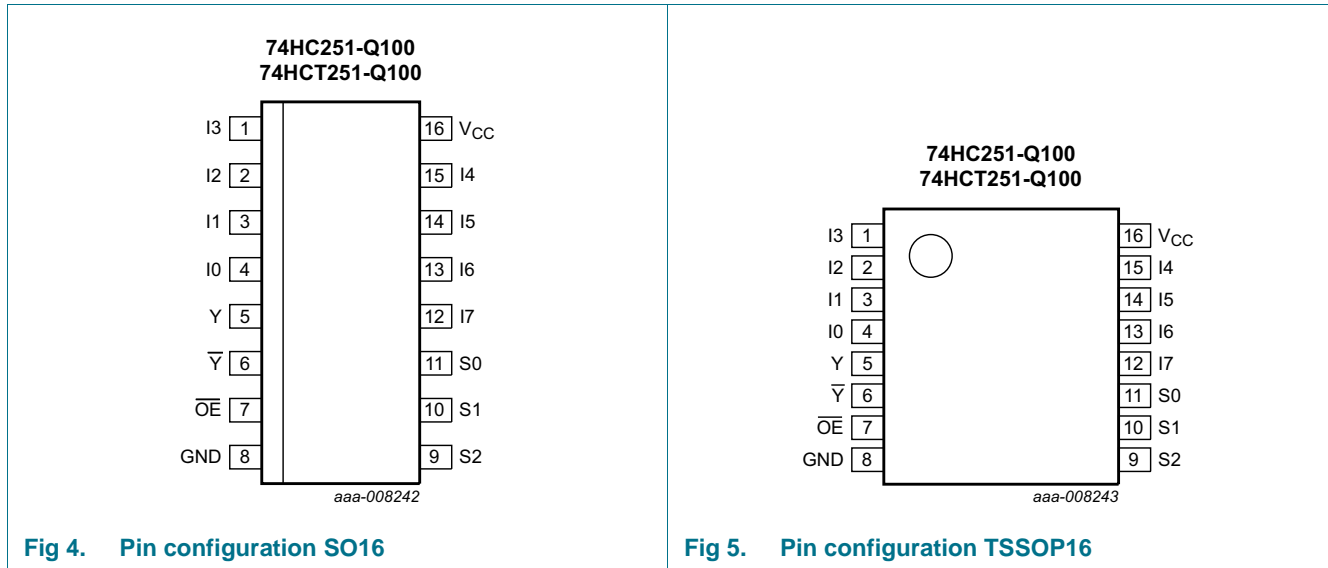 74HC251-Q100
74HCT251-Q100
I3 1 16 VCC
I2 2 15 I4
I1 3 14 I5
I0 4 13 I6
Y 5 12 I7
Y̅ 6 11 S0
O̅E̅ 7 10 S1
GND 8 9 S2
aaa-008242
Fig 4. Pin configuration SO16
74HC251-Q100
74HCT251-Q100
I3 1 16 VCC
I2 2 15 I4
I1 3 14 I5
I0 4 13 I6
Y 5 12 I7
Y̅ 6 11 S0
O̅E̅ 7 10 S1
GND 8 9 S2
aaa-008243
Fig 5. Pin configuration TSSOP16